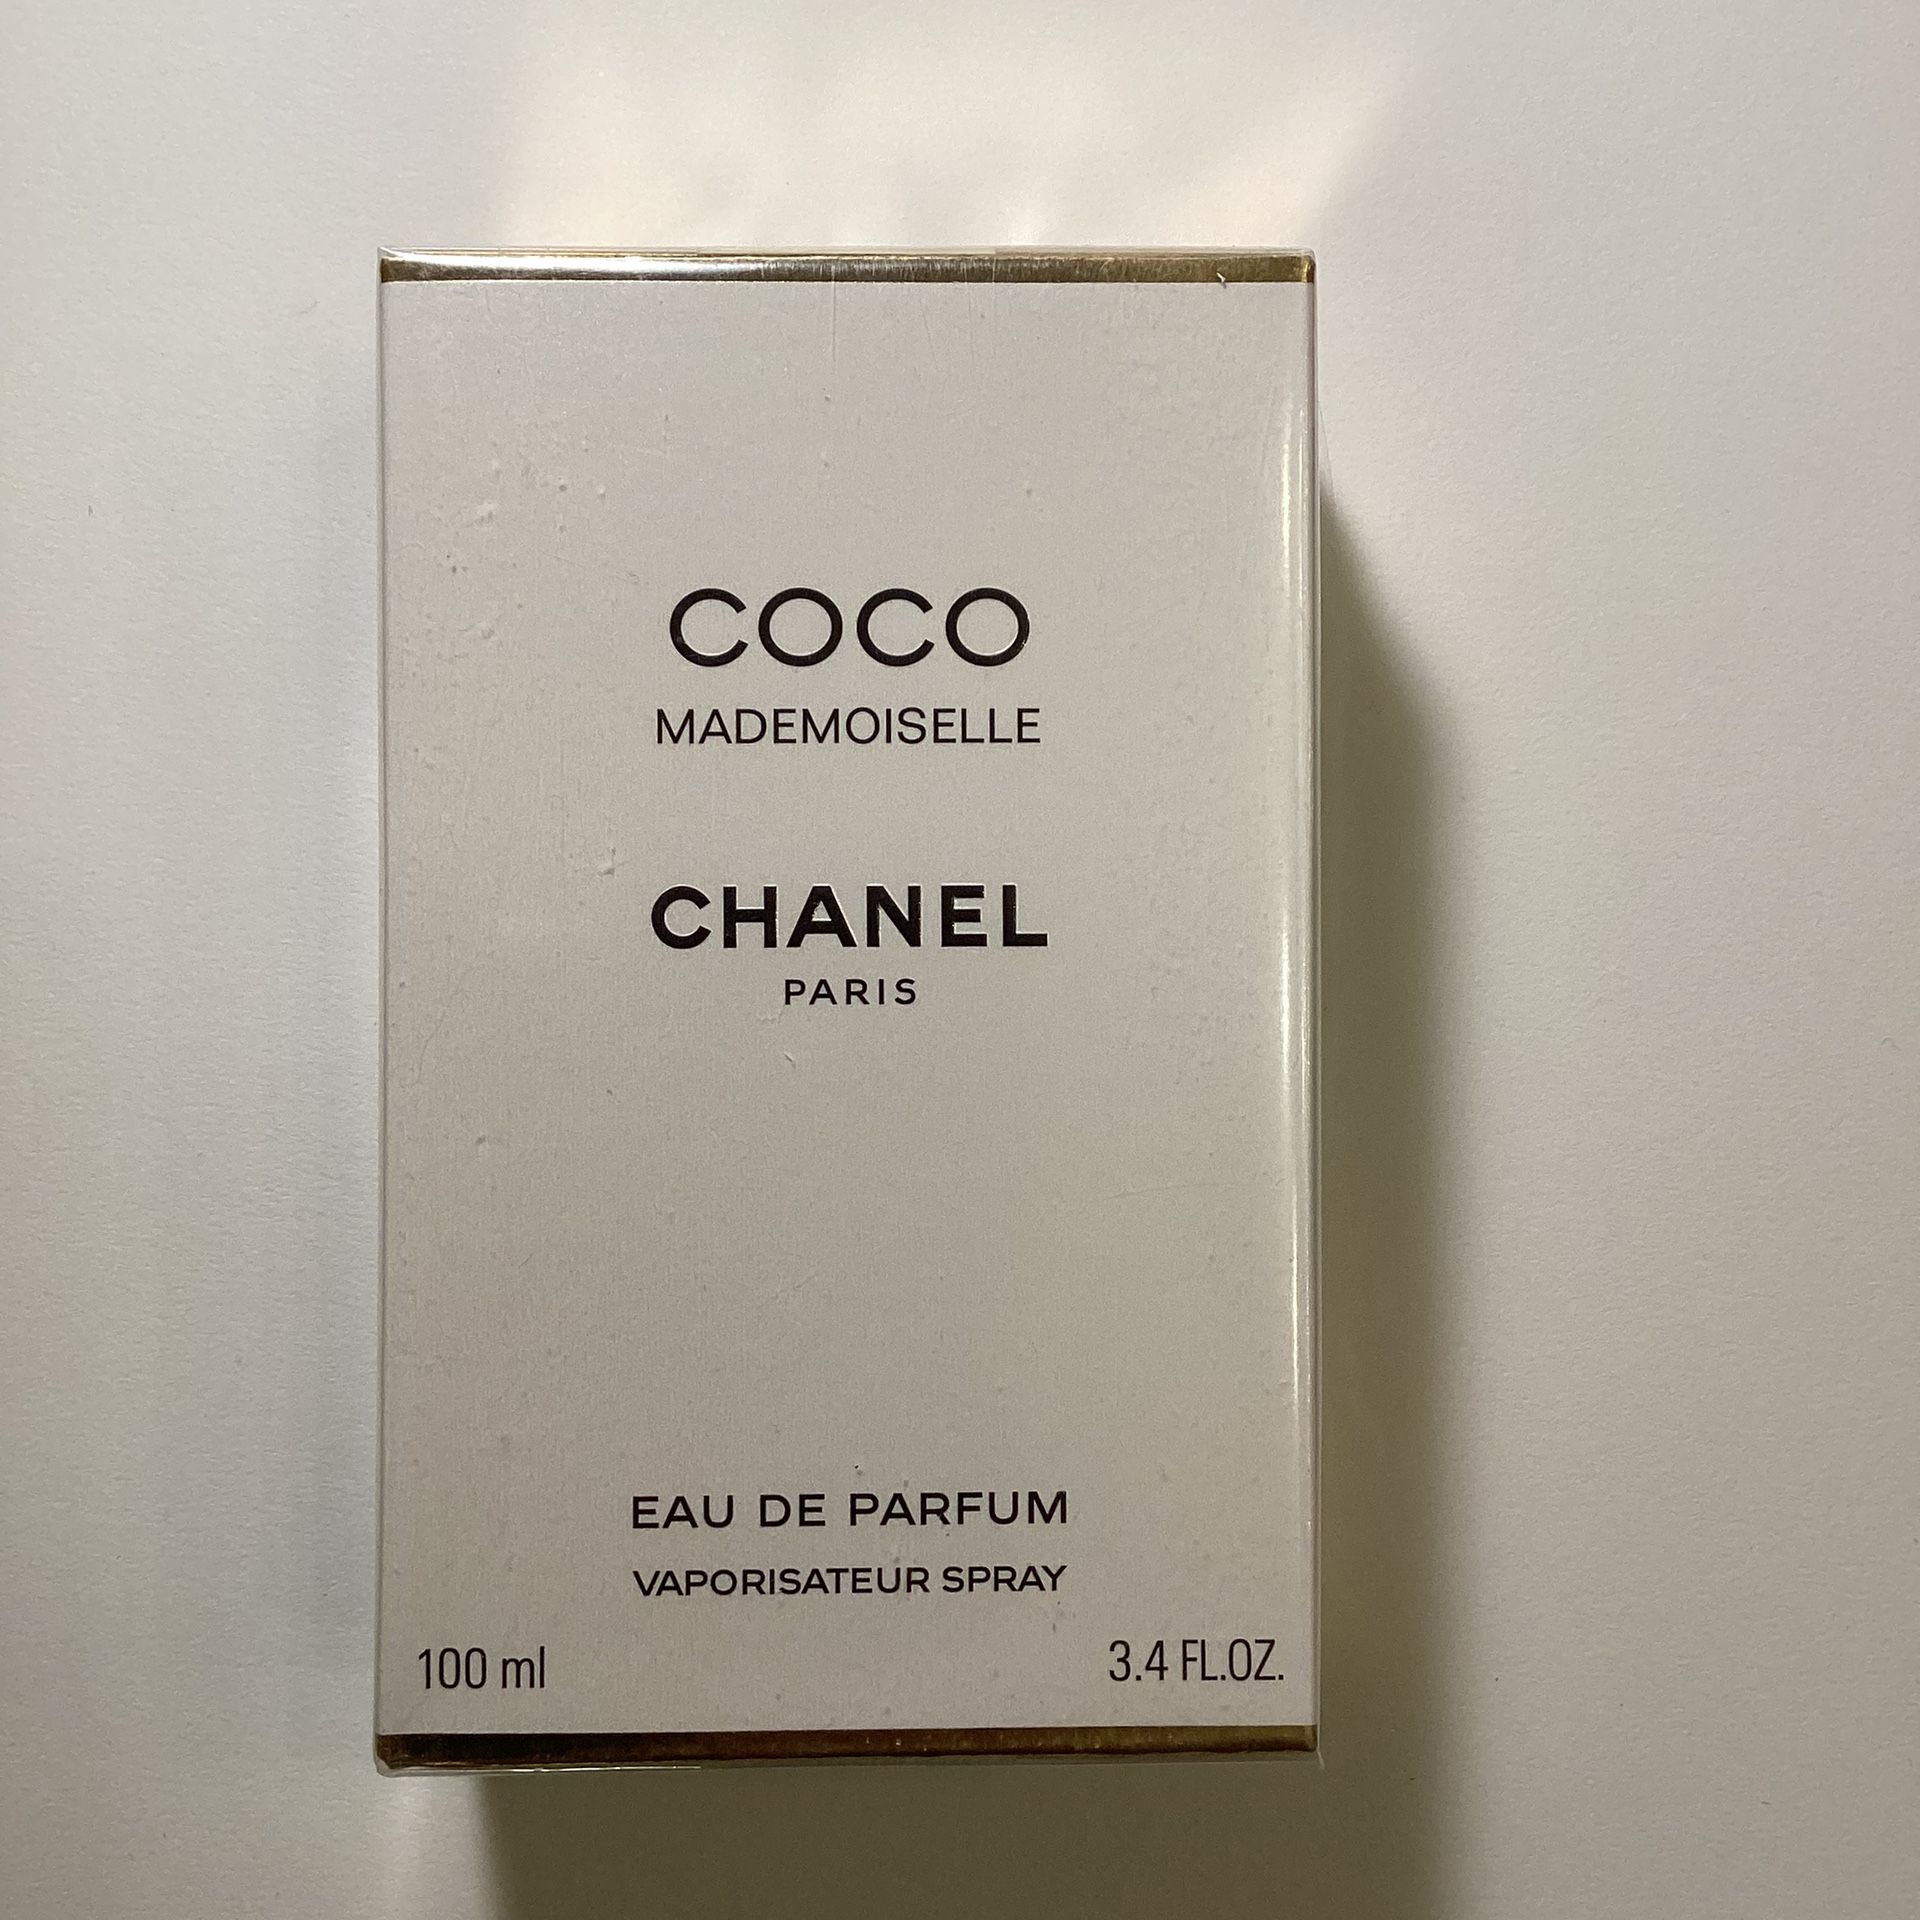 COCO
MADEMOISELLE
CHANEL
PARIS
EAU DE PARFUM
VAPORISATEUR SPRAY
100 ml 3.4 FL.OZ.